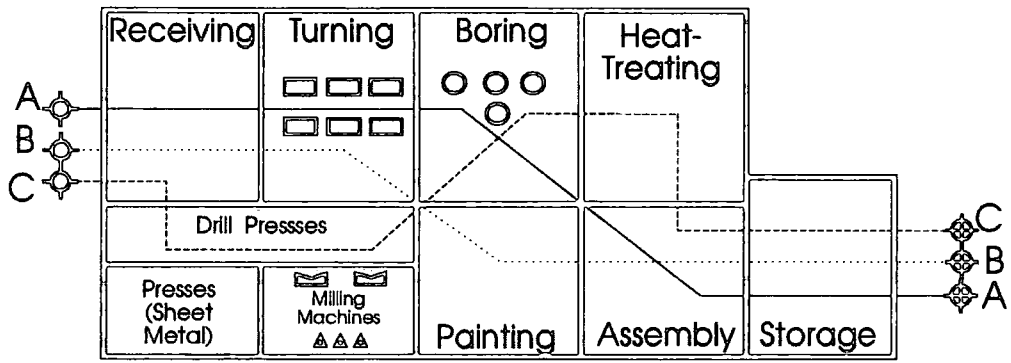 Receiving
Turning
Boring
Heat-
Treating
A
B
C
Drill Pressses
Presses
(Sheet
Metal)
Milling
Machines
Painting
Assembly
Storage
C
B
A